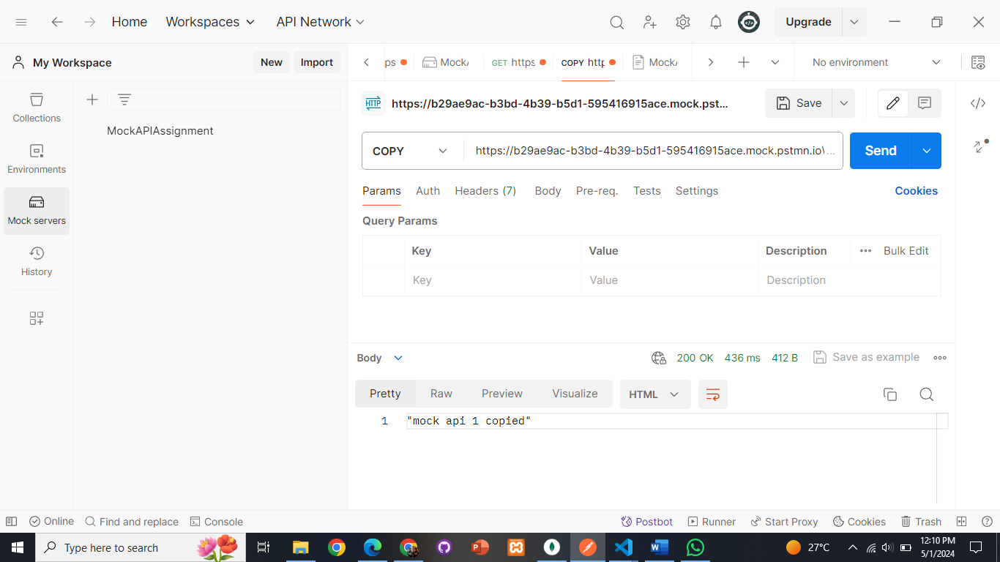 Home Workspaces API Network Upgrade
My Workspace New Import ps MockA GET https COPY http MockA No environment
Collections
Environments
Mock servers
History
MockAPIAssignment
HTTP https://b29ae9ac-b3bd-4b39-b5d1-595416915ace.mock.pst... Save
COPY https://b29ae9ac-b3bd-4b39-b5d1-595416915ace.mock.pstmn.io\ ... Send
Params Auth Headers (7) Body Pre-req. Tests Settings Cookies
Query Params
Key Value Description ••• Bulk Edit
Key Value Description
Body 200 OK 436 ms 412 B Save as example
Pretty Raw Preview Visualize HTML
1 "mock api 1 copied"
Online Find and replace Console Postbot Runner Start Proxy Cookies Trash
Type here to search 27°C 12:10 PM
5/1/2024